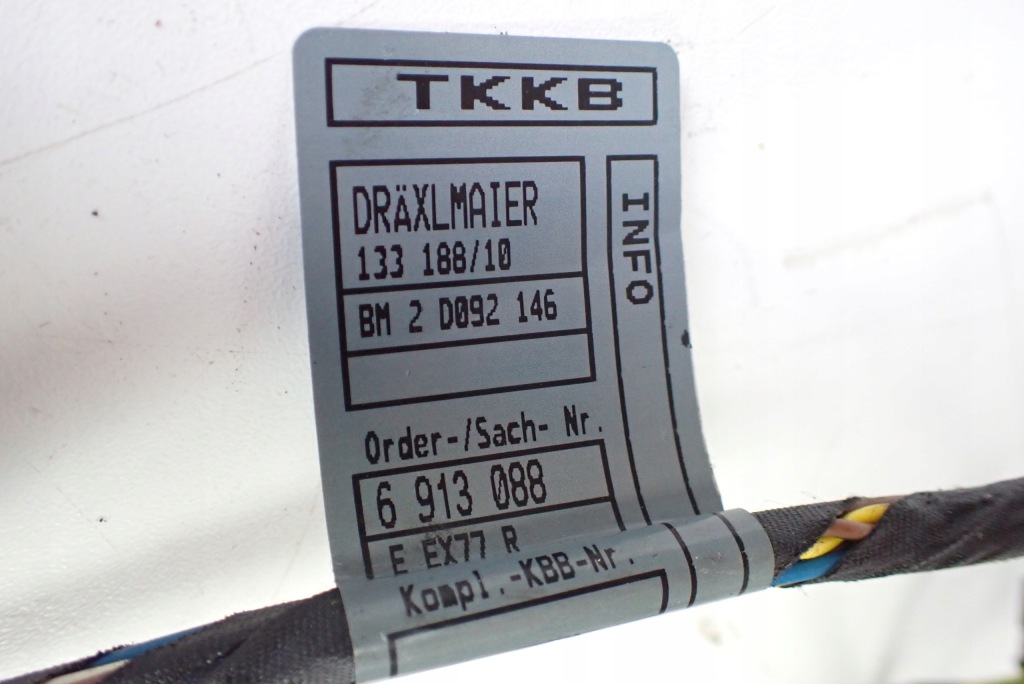 TKKB
DRÄXLMAIER
133 188/10
BM 2 D092 146
INFO
Order-/Sach- Nr.
6 913 088
E EX77 R
Kompl.-KBB-Nr.